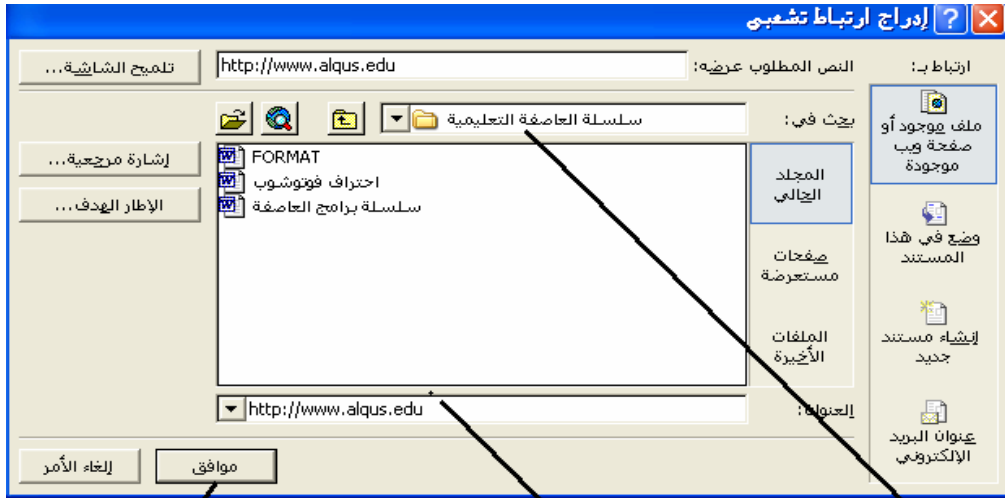 إدراج ارتباط تشعبي
ارتباط بـ:
النص المطلوب عرضه:
http://www.alqus.edu
تلميح الشاشة...
ملف موجود أو
صفحة ويب
موجودة
بحث في:
سلسلة العاصفة التعليمية
المجلد
الحالي
FORMAT
احتراف فوتوشوب
سلسلة برامج العاصفة
إشارة مرجعية...
الإطار الهدف...
وضع في هذا
المستند
صفحات
مستعرضة
إنشاء مستند
جديد
الملفات
الأخيرة
عنوان البريد
الإلكتروني
العنوان:
http://www.alqus.edu
موافق
إلغاء الأمر